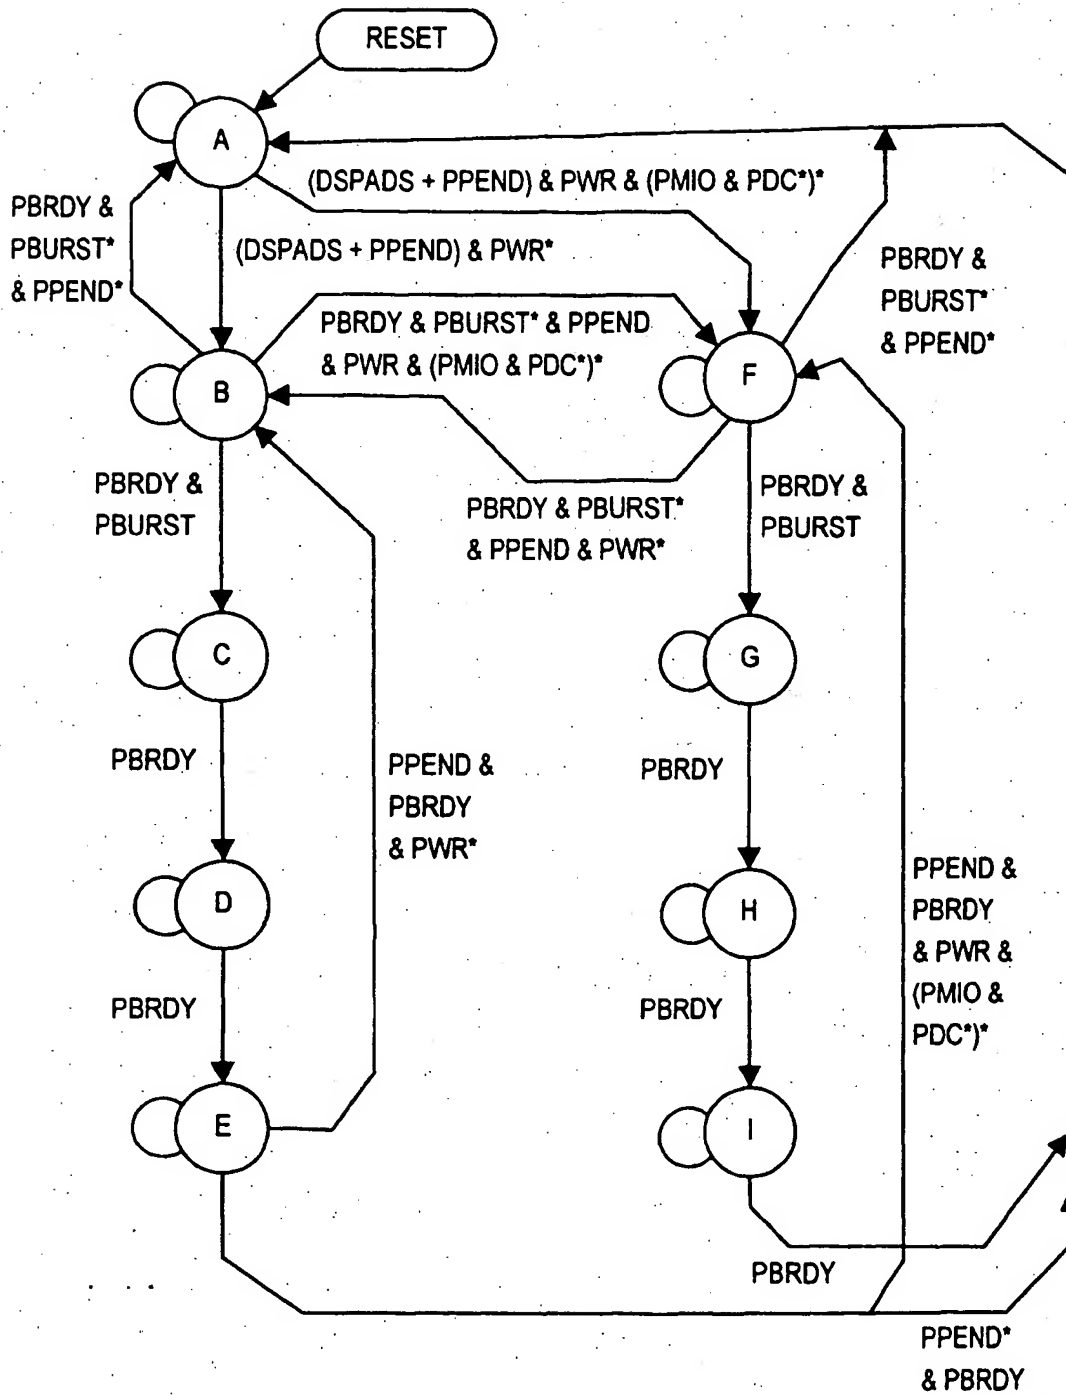 RESET
A
(DSPADS + PPEND) & PWR & (PMIO & PDC*)*
PBRDY &
PBURST*
& PPEND*
(DSPADS + PPEND) & PWR*
PBRDY &
PBURST*
& PPEND*
PBRDY & PBURST* & PPEND
& PWR & (PMIO & PDC*)*
B
F
PBRDY &
PBURST
PBRDY & PBURST*
& PPEND & PWR*
PBRDY &
PBURST
C
G
PBRDY
PPEND &
PBRDY
& PWR*
PBRDY
PPEND &
PBRDY
& PWR &
(PMIO &
PDC*)*
D
H
PBRDY
PBRDY
E
I
PBRDY
PPEND*
& PBRDY